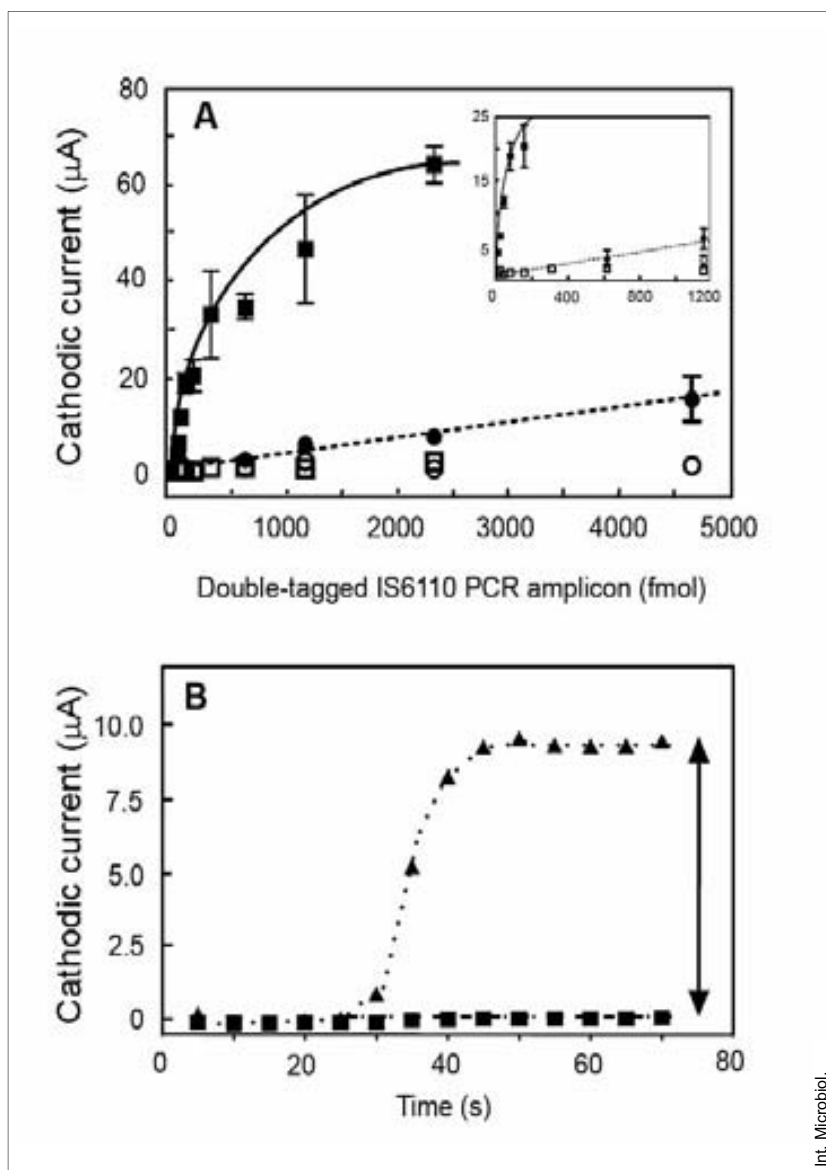 A
80
60
40
20
0
Cathodic current (µA)
25
15
5
0 400 800 1200
0 1000 2000 3000 4000 5000
Double-tagged IS6110 PCR amplicon (fmol)
B
10.0
7.5
5.0
2.5
0
Cathodic current (µA)
0 20 40 60 80
Time (s)
Int. Microbiol.